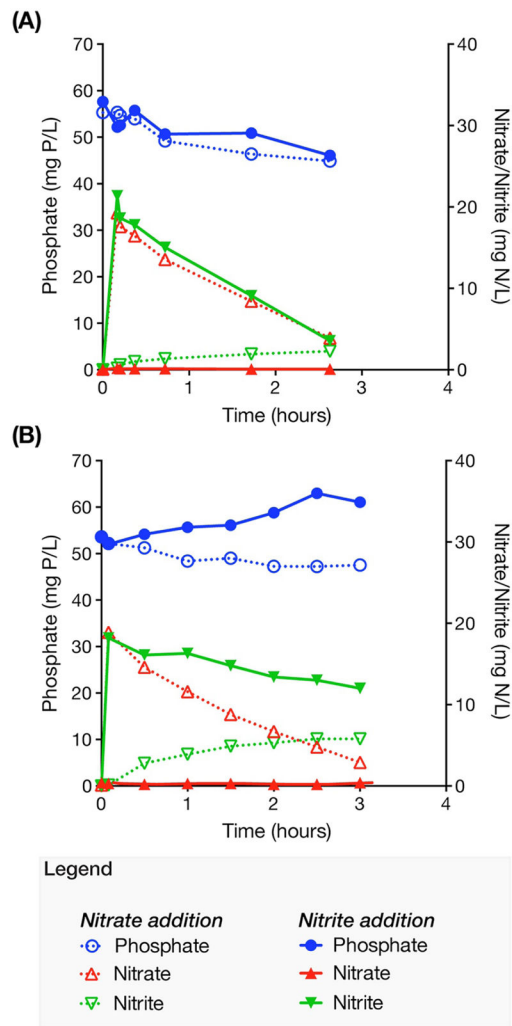 (A)
70
60
50
40
30
20
10
0
Phosphate (mg P/L)
40
30
20
10
0
Nitrate/Nitrite (mg N/L)
0 1 2 3 4
Time (hours)
(B)
70
60
50
40
30
20
10
0
Phosphate (mg P/L)
40
30
20
10
0
Nitrate/Nitrite (mg N/L)
0 1 2 3 4
Time (hours)
Legend
Nitrate addition
Phosphate
Nitrate
Nitrite
Nitrite addition
Phosphate
Nitrate
Nitrite